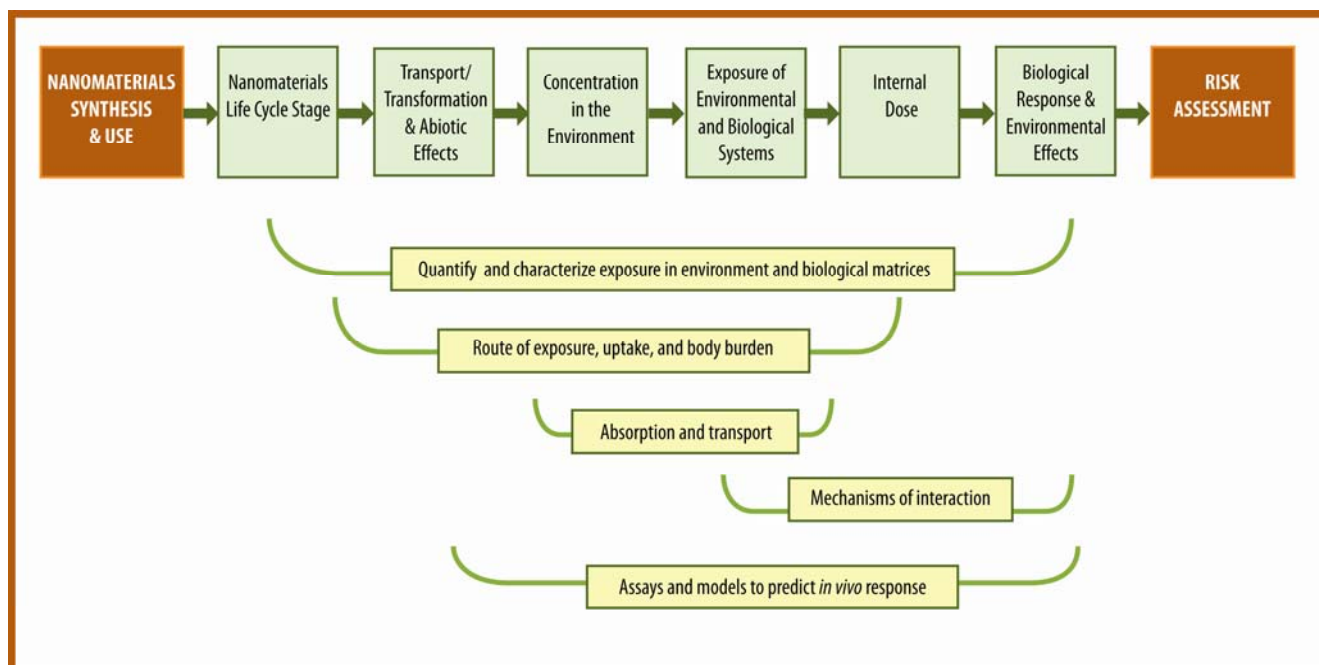 NANOMATERIALS
SYNTHESIS
& USE
Nanomaterials
Life Cycle Stage
Transport/
Transformation
& Abiotic
Effects
Concentration
in the
Environment
Exposure of
Environmental
and Biological
Systems
Internal
Dose
Biological
Response &
Environmental
Effects
RISK
ASSESSMENT
Quantify and characterize exposure in environment and biological matrices
Route of exposure, uptake, and body burden
Absorption and transport
Mechanisms of interaction
Assays and models to predict in vivo response